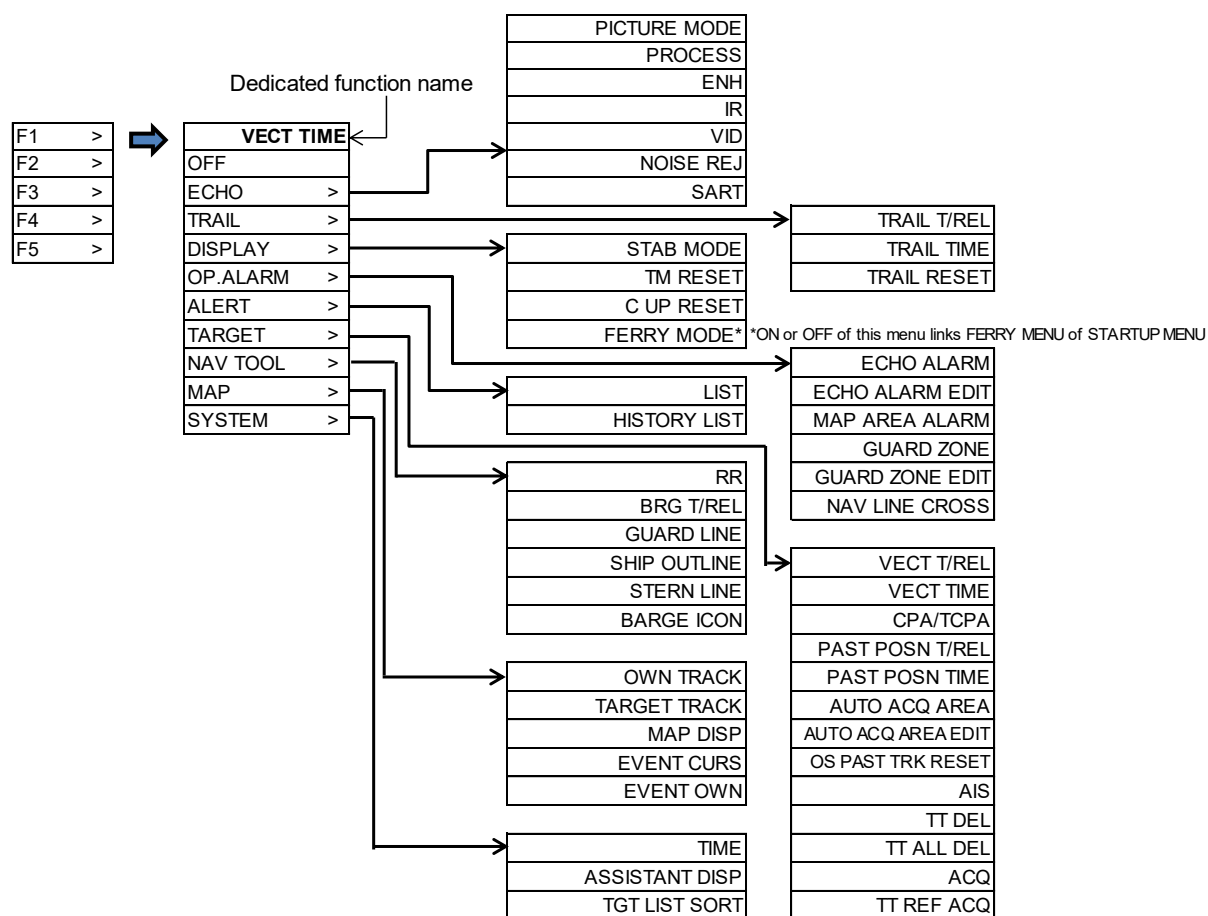 Dedicated function name
F1 >
F2 >
F3 >
F4 >
F5 >
VECT TIME
OFF
ECHO >
TRAIL >
DISPLAY >
OP.ALARM >
ALERT >
TARGET >
NAV TOOL >
MAP >
SYSTEM >
PICTURE MODE
PROCESS
ENH
IR
VID
NOISE REJ
SART
TRAIL T/REL
TRAIL TIME
TRAIL RESET
STAB MODE
TM RESET
C UP RESET
FERRY MODE* *ON or OFF of this menu links FERRY MENU of STARTUP MENU
ECHO ALARM
ECHO ALARM EDIT
MAP AREA ALARM
GUARD ZONE
GUARD ZONE EDIT
NAV LINE CROSS
LIST
HISTORY LIST
RR
BRG T/REL
GUARD LINE
SHIP OUTLINE
STERN LINE
BARGE ICON
VECT T/REL
VECT TIME
CPA/TCPA
PAST POSN T/REL
PAST POSN TIME
AUTO ACQ AREA
AUTO ACQ AREA EDIT
OS PAST TRK RESET
AIS
TT DEL
TT ALL DEL
ACQ
TT REF ACQ
OWN TRACK
TARGET TRACK
MAP DISP
EVENT CURS
EVENT OWN
TIME
ASSISTANT DISP
TGT LIST SORT